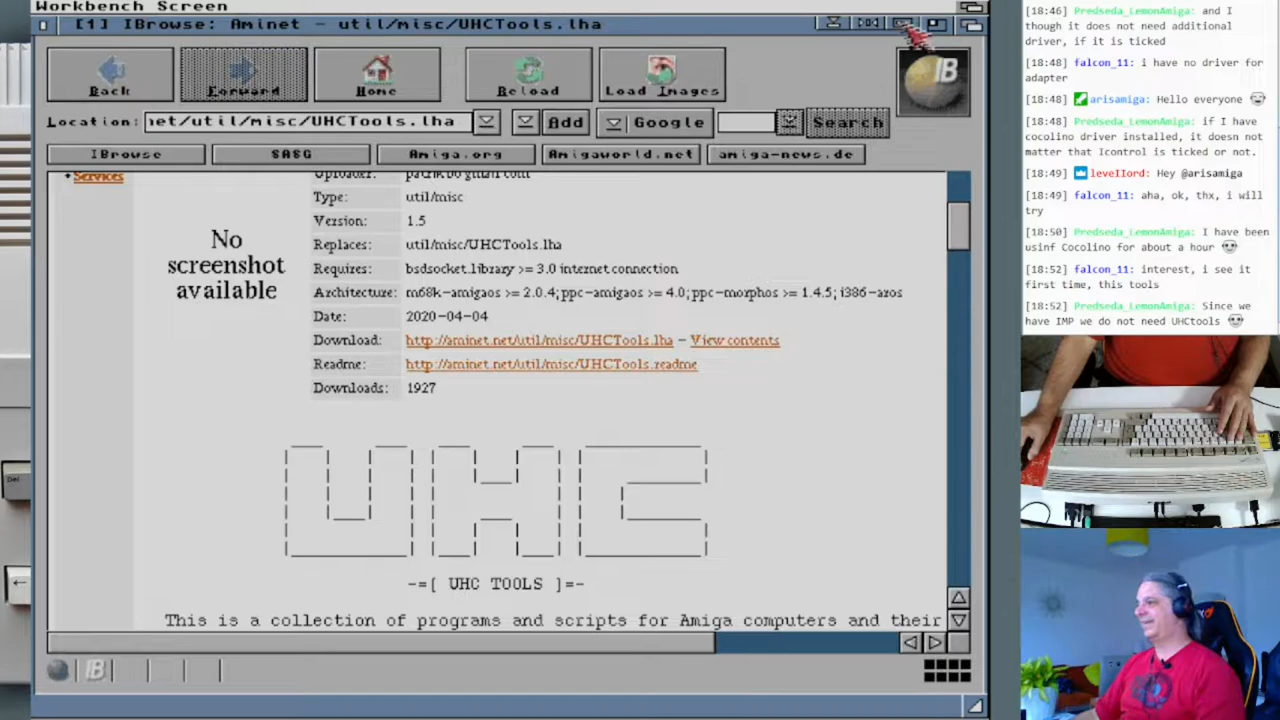 Workbench Screen
[1] IBrowse: Aminet - util/misc/UHCTools.lha
Back
Forward
Home
Reload
Load Images
IB
Location:
net/util/misc/UHCTools.lha
Add
Google
Search
IBrowse
SASG
Amiga.org
Amigaworld.net
amiga-news.de
Services
Uploader:
Type: util/misc
Version: 1.5
Replaces: util/misc/UHCTools.lha
Requires: bsdsocket.library >= 3.0 internet connection
Architecture: m68k-amigaos >= 2.0.4; ppc-amigaos >= 4.0; ppc-morphos >= 1.4.5; i386-aros
Date: 2020-04-04
Download: http://aminet.net/util/misc/UHCTools.lha - View contents
Readme: http://aminet.net/util/misc/UHCTools.readme
Downloads: 1927
No
screenshot
available
UHC
-=[ UHC TOOLS ]=-
This is a collection of programs and scripts for Amiga computers and their
IB
Del
[18:46] Predseda_LemonAmiga: and I
though it does not need additional
driver, if it is ticked
[18:48] falcon_11: i have no driver for
adapter
[18:48] arisamiga: Hello everyone
[18:48] Predseda_LemonAmiga: if I have
cocolino driver installed, it doesn not
matter that Icontrol is ticked or not.
[18:49] leveIIord: Hey @arisamiga
[18:49] falcon_11: aha, ok, thx, i will
try
[18:50] Predseda_LemonAmiga: I have been
usinf Cocolino for about a hour
[18:52] falcon_11: interest, i see it
first time, this tools
[18:52] Predseda_LemonAmiga: Since we
have IMP we do not need UHCtools